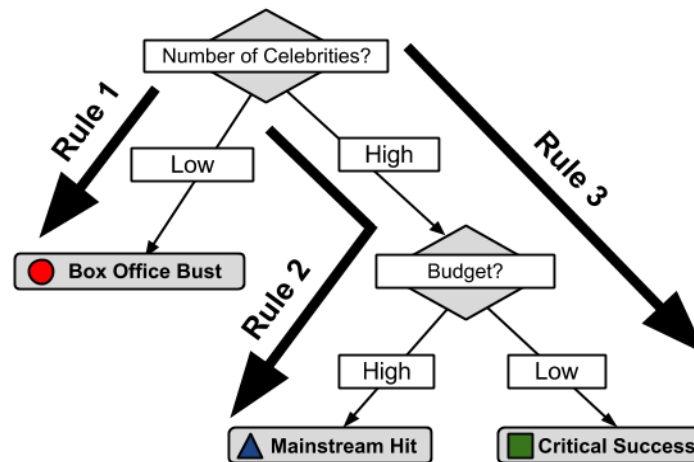 Number of Celebrities?
Rule 1
Low
High
Rule 3
Box Office Bust
Rule 2
Budget?
High
Low
Mainstream Hit
Critical Success